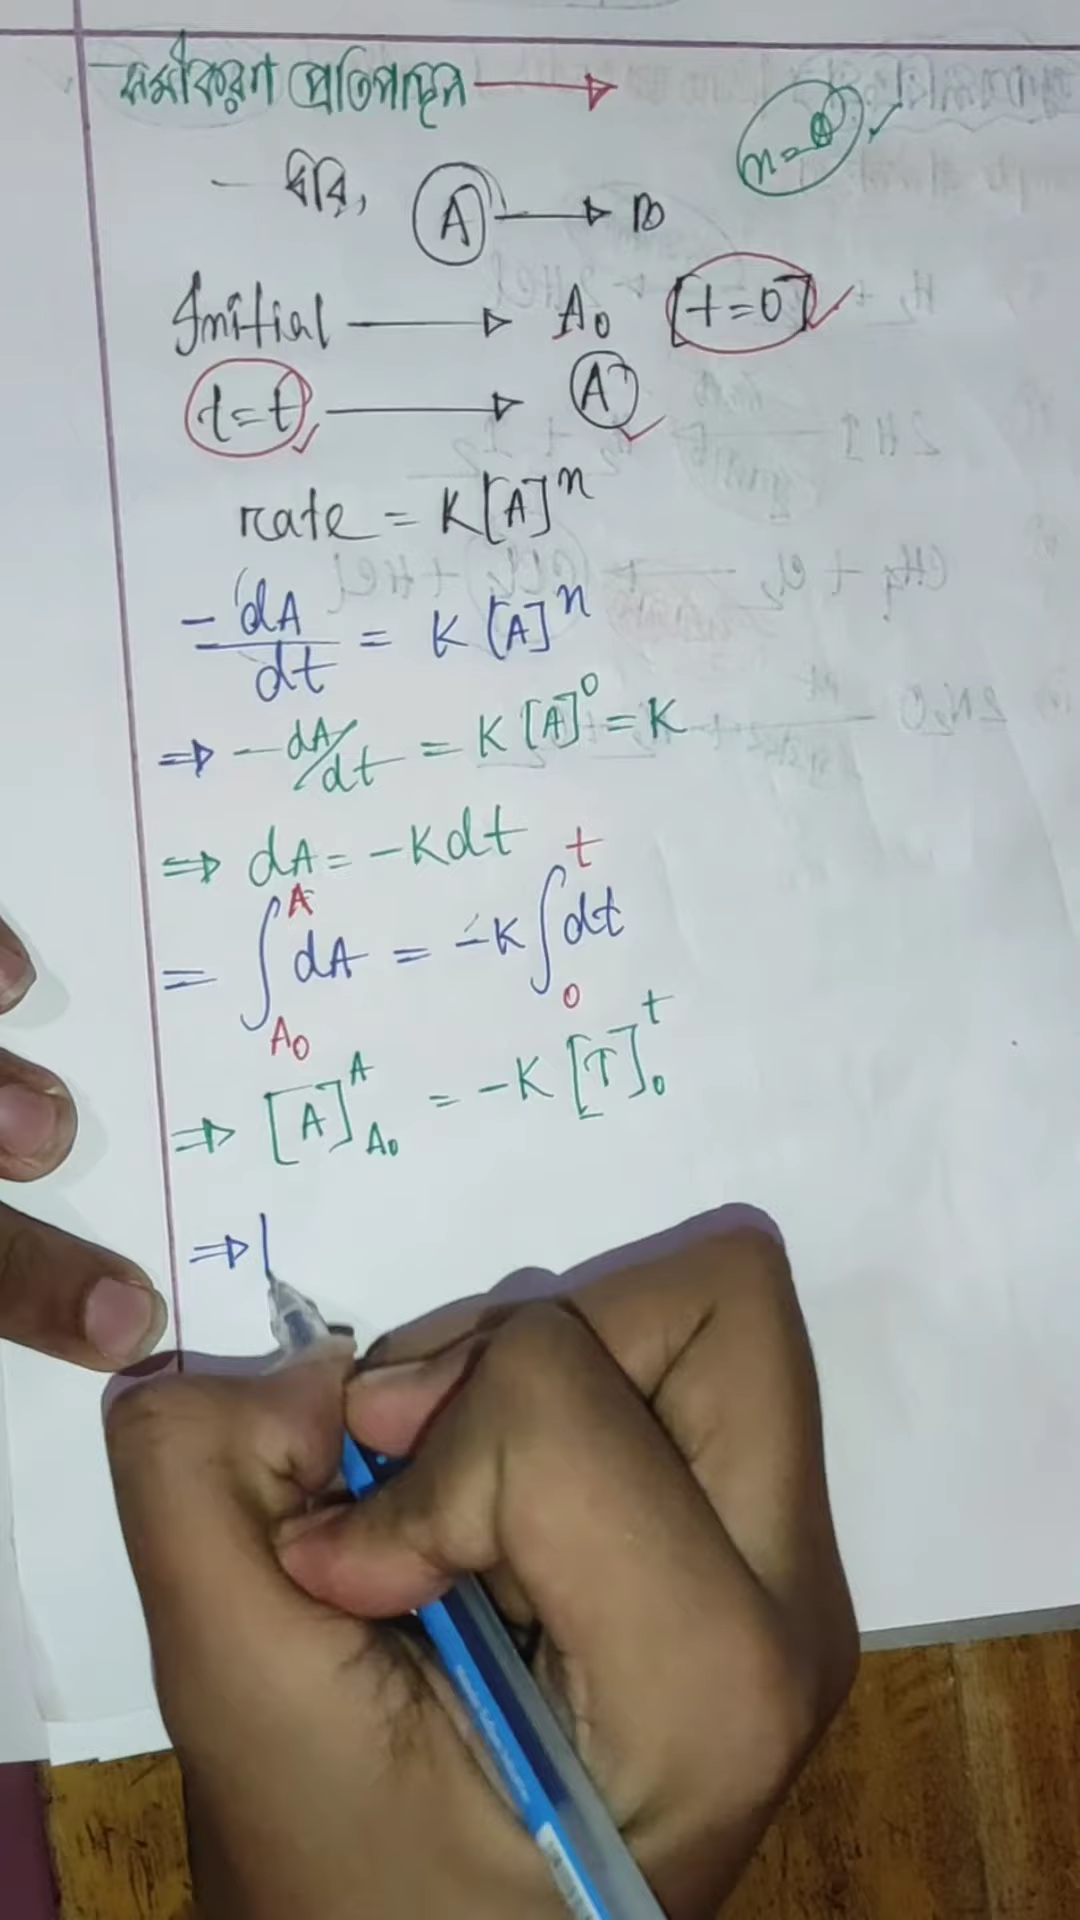 সমীকরণ প্রতিপাদন →
n=0 ✓
- ধরি, A → B
Initial → A₀ [t=0] ✓
t=t → A
rate = K[A]ⁿ
-dA/dt = K[A]ⁿ
⇒ -dA/dt = K[A]⁰ = K
⇒ dA = -Kdt
= ∫_{A₀}^{A} dA = -K ∫_{0}^{t} dt
⇒ [A]_{A₀}^{A} = -K [T]_{0}^{t}
⇒